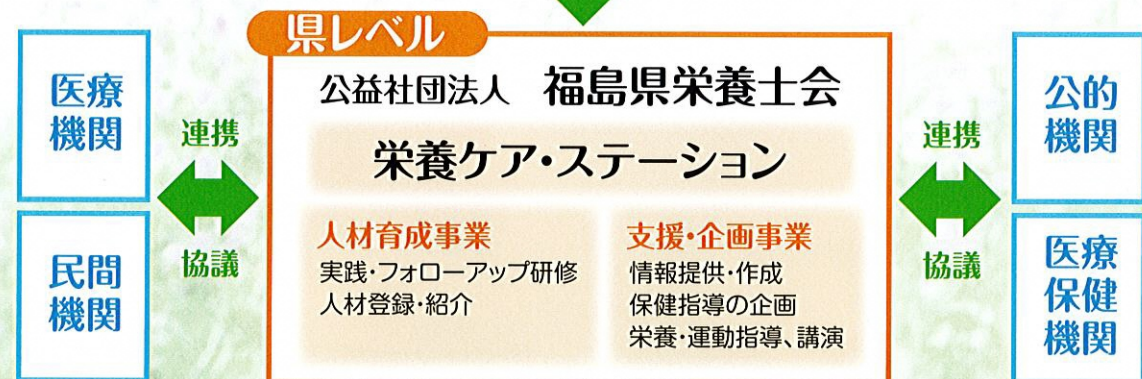 県レベル
公益社団法人 福島県栄養士会
栄養ケア・ステーション
人材育成事業
実践・フォローアップ研修
人材登録・紹介
支援・企画事業
情報提供・作成
保健指導の企画
栄養・運動指導、講演
医療
機関
民間
機関
連携
協議
連携
協議
公的
機関
医療
保健
機関